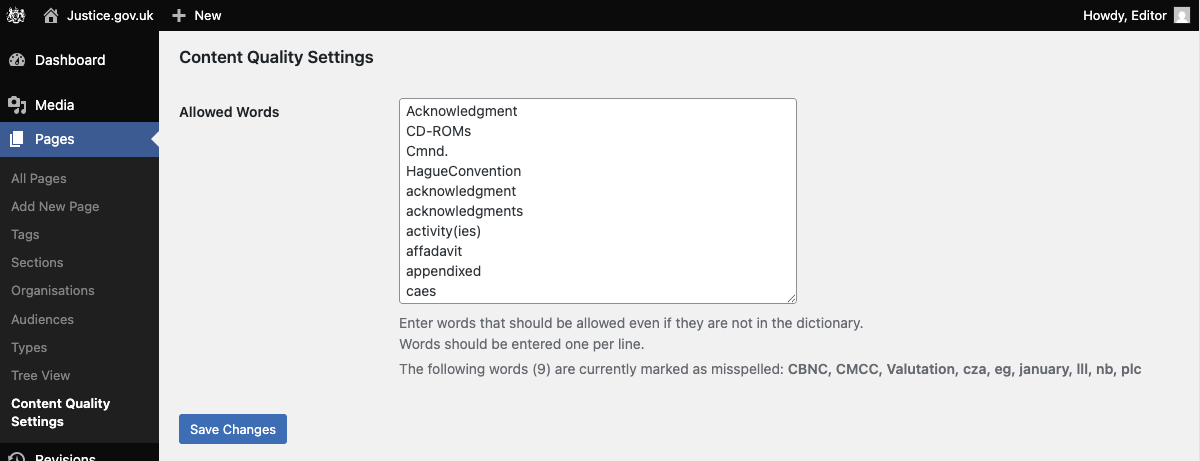 Justice.gov.uk
New
Howdy, Editor
Dashboard
Media
Pages
All Pages
Add New Page
Tags
Sections
Organisations
Audiences
Types
Tree View
Content Quality
Settings
Revisions
Content Quality Settings
Allowed Words
Acknowledgment
CD-ROMs
Cmnd.
HagueConvention
acknowledgment
acknowledgments
activity(ies)
affadavit
appendixed
caes
Enter words that should be allowed even if they are not in the dictionary.
Words should be entered one per line.
The following words (9) are currently marked as misspelled: CBNC, CMCC, Valutation, cza, eg, january, lll, nb, plc
Save Changes